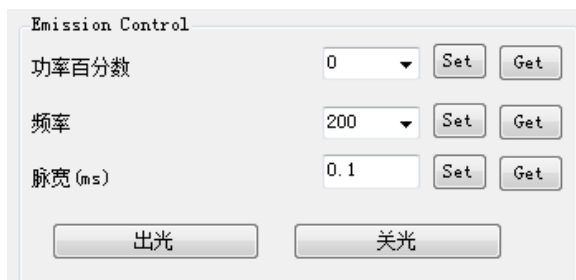 Emission Control
功率百分数 0 Set Get
频率 200 Set Get
脉宽(ms) 0.1 Set Get
出光 关光